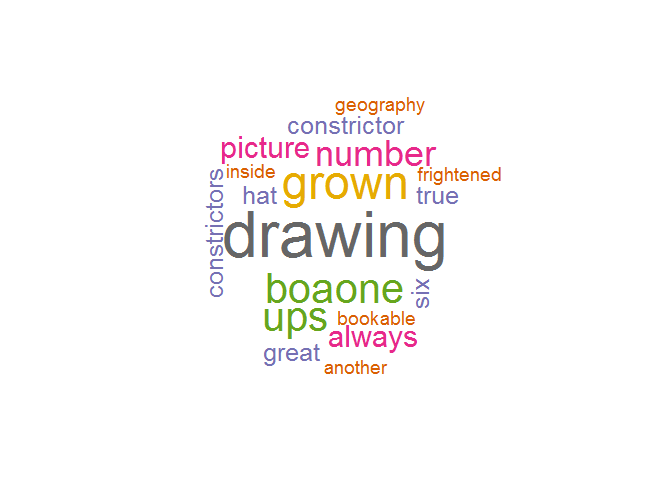 geography
constrictor
picture number
inside frightened
constrictors hat grown true
drawing
boaone six
ups bookable
always
great
another